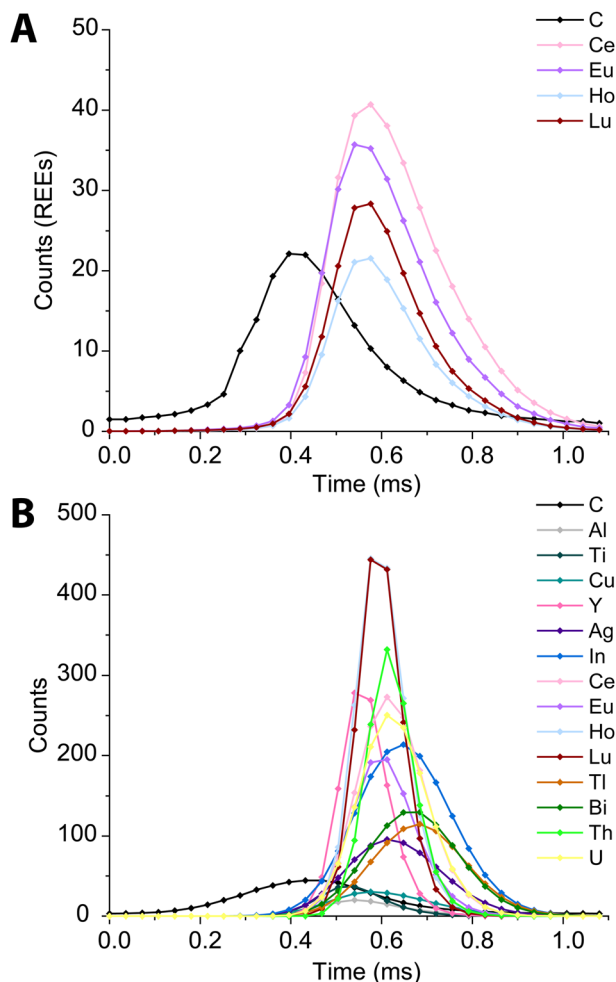 A
50
40
30
20
10
0
Counts (REEs)
0.0 0.2 0.4 0.6 0.8 1.0
Time (ms)
C
Ce
Eu
Ho
Lu
B
500
400
300
200
100
0
Counts
0.0 0.2 0.4 0.6 0.8 1.0
Time (ms)
C
Al
Ti
Cu
Y
Ag
In
Ce
Eu
Ho
Lu
Tl
Bi
Th
U